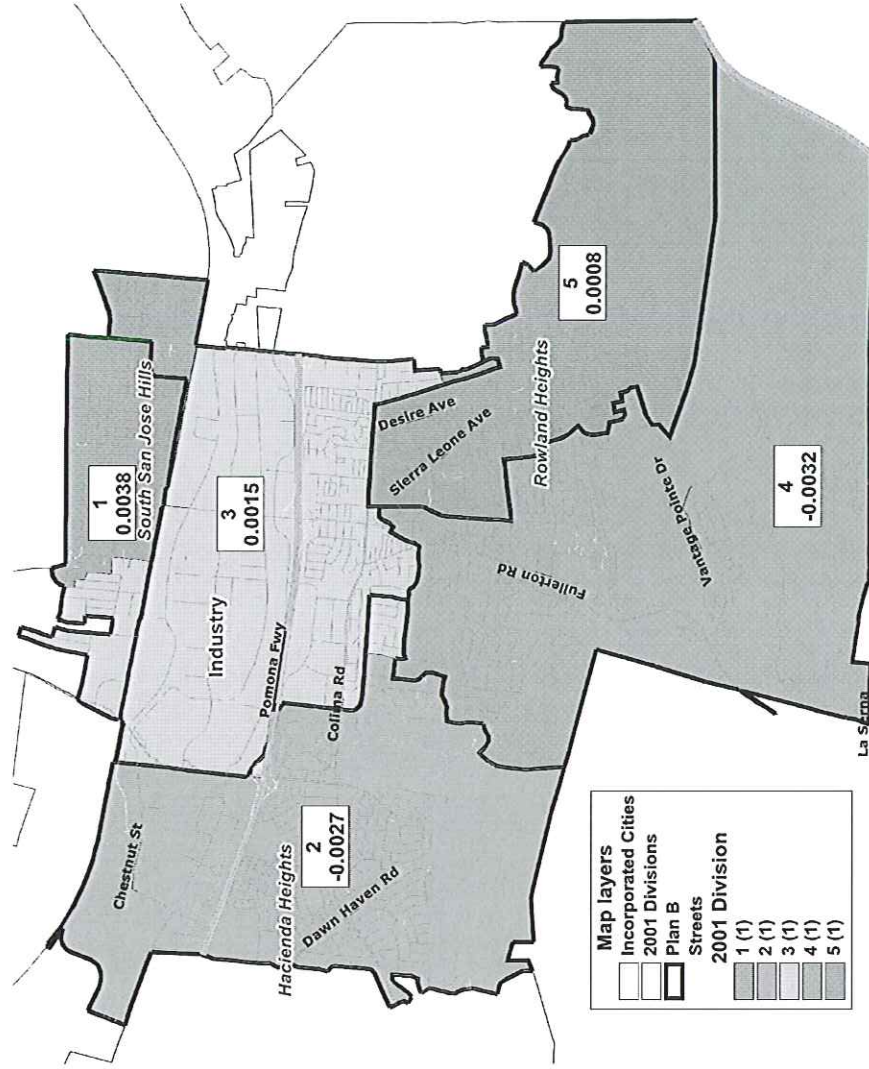 1
0.0038
South San Jose Hills
3
0.0015
Industry
Pomona Fwy
Colima Rd
Chestnut St
2
-0.0027
Hacienda Heights
Dawn Haven Rd
Desire Ave
Sierra Leone Ave
5
0.0008
Rowland Heights
Fullerton Rd
Vantage Pointe Dr
4
-0.0032
La Serna
Map layers
Incorporated Cities
2001 Divisions
Plan B
Streets
2001 Division
1 (1)
2 (1)
3 (1)
4 (1)
5 (1)